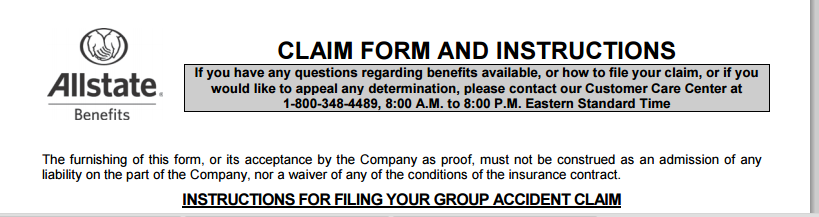 CLAIM FORM AND INSTRUCTIONS
Allstate.
Benefits
If you have any questions regarding benefits available, or how to file your claim, or if you
would like to appeal any determination, please contact our Customer Care Center at
1-800-348-4489, 8:00 A.M. to 8:00 P.M. Eastern Standard Time
The furnishing of this form, or its acceptance by the Company as proof, must not be construed as an admission of any
liability on the part of the Company, nor a waiver of any of the conditions of the insurance contract.
INSTRUCTIONS FOR FILING YOUR GROUP ACCIDENT CLAIM